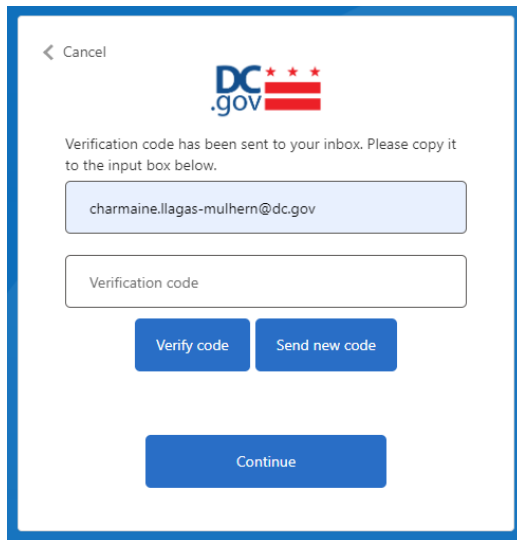 Cancel
DC
.gov
Verification code has been sent to your inbox. Please copy it
to the input box below.
charmaine.llagas-mulhern@dc.gov
Verification code
Verify code Send new code
Continue